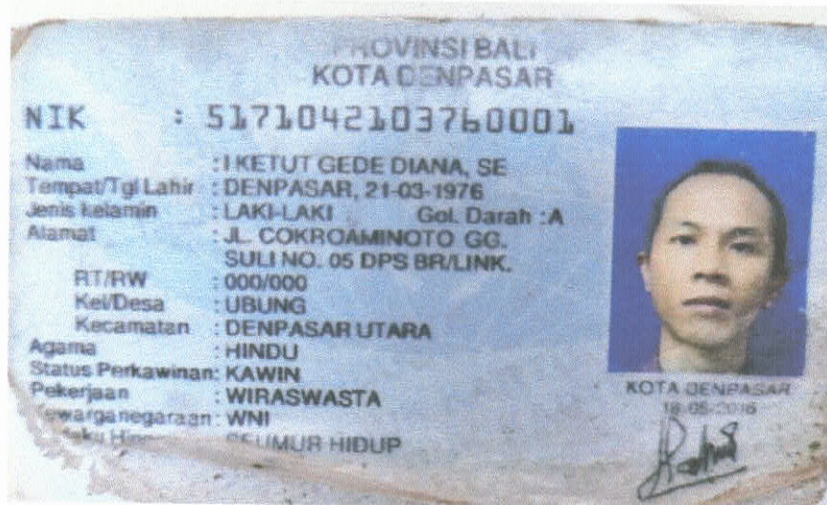 PROVINSI BALI
KOTA DENPASAR
NIK : 5171042103760001
Nama : I KETUT GEDE DIANA, SE
Tempat/Tgl Lahir : DENPASAR, 21-03-1976
Jenis kelamin : LAKI-LAKI Gol. Darah : A
Alamat : JL. COKROAMINOTO GG.
SULI NO. 05 DPS BR/LINK.
RT/RW : 000/000
Kel/Desa : UBUNG
Kecamatan : DENPASAR UTARA
Agama : HINDU
Status Perkawinan: KAWIN
Pekerjaan : WIRASWASTA
Kewarganegaraan: WNI
SEUMUR HIDUP
KOTA DENPASAR